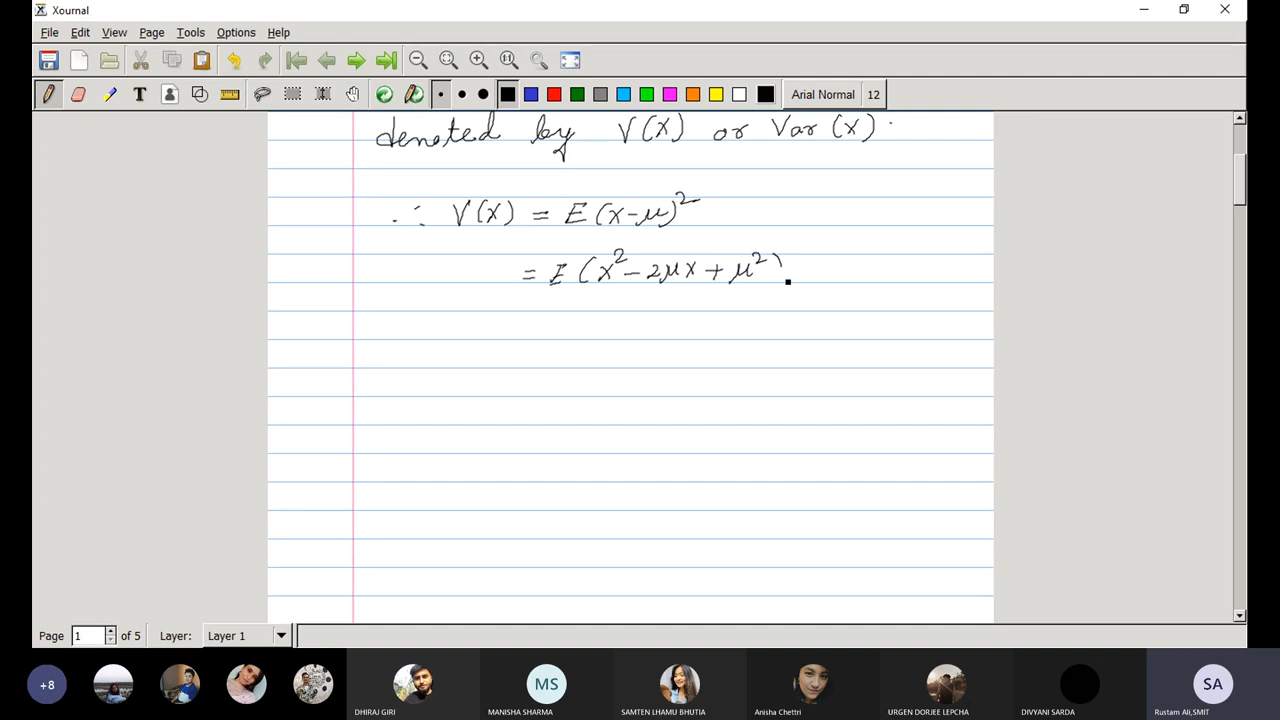 Xournal
File Edit View Page Tools Options Help
Arial Normal 12
denoted by V(X) or Var(X).
∴ V(X) = E(X-μ)²
= E(X² - 2μX + μ²)
Page 1 of 5 Layer: Layer 1
+8 DHIRAJ GIRI MS MANISHA SHARMA SAMTEN LHAMU BHUTIA Anisha Chettri URGEN DORJEE LEPCHA DIVYANI SARDA SA Rustam Ali,SMIT